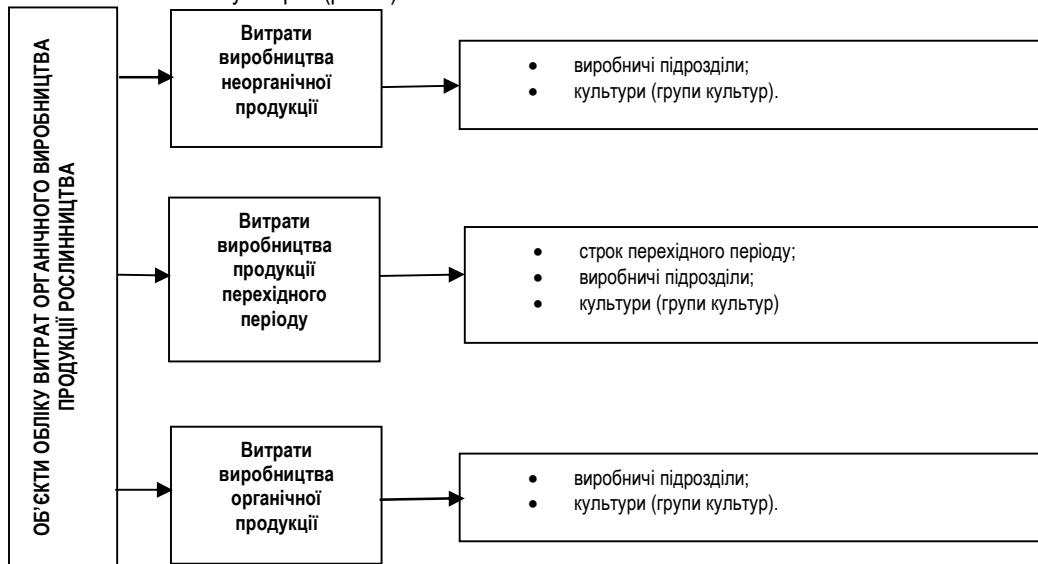 ОБ’ЄКТИ ОБЛІКУ ВИТРАТ ОРГАНІЧНОГО ВИРОБНИЦТВА
ПРОДУКЦІЇ РОСЛИННИЦТВА
Витрати
виробництва
неорганічної
продукції
• виробничі підрозділи;
• культури (групи культур).
Витрати
виробництва
продукції
перехідного
періоду
• строк перехідного періоду;
• виробничі підрозділи;
• культури (групи культур)
Витрати
виробництва
органічної
продукції
• виробничі підрозділи;
• культури (групи культур).